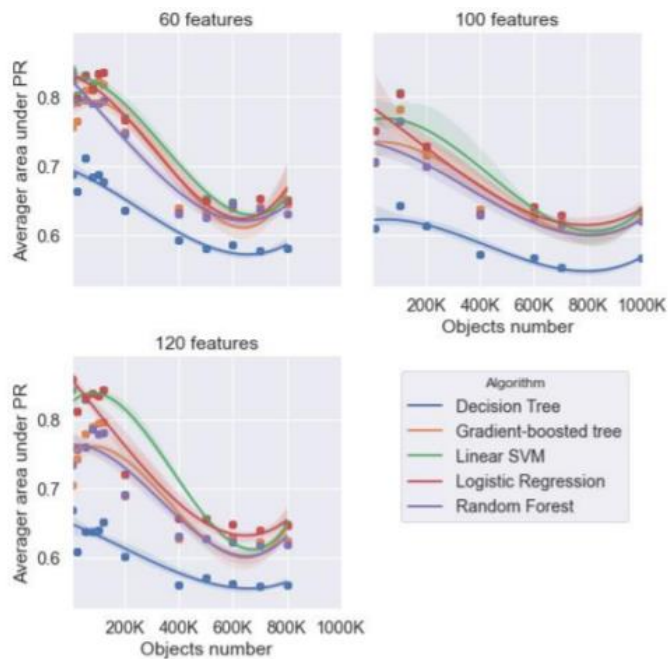 60 features
100 features
Averager area under PR
0.8
0.7
0.6
200K 400K 600K 800K 1000K
Objects number
120 features
Averager area under PR
0.8
0.7
0.6
200K 400K 600K 800K 1000K
Objects number
Algorithm
Decision Tree
Gradient-boosted tree
Linear SVM
Logistic Regression
Random Forest